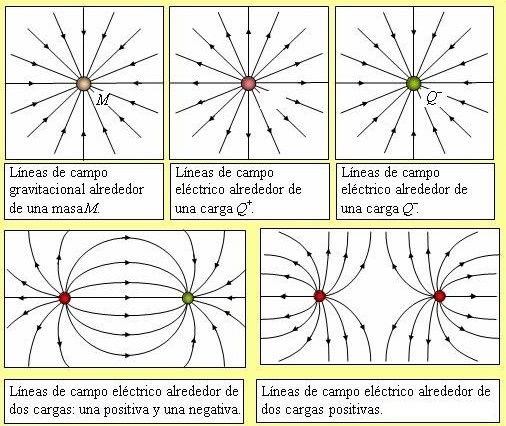 M
Q⁻
Líneas de campo
gravitacional alrededor
de una masa M.
Líneas de campo
eléctrico alrededor de
una carga Q⁺.
Líneas de campo
eléctrico alrededor de
una carga Q⁻.
Líneas de campo eléctrico alrededor de
dos cargas: una positiva y una negativa.
Líneas de campo eléctrico alrededor de
dos cargas positivas.